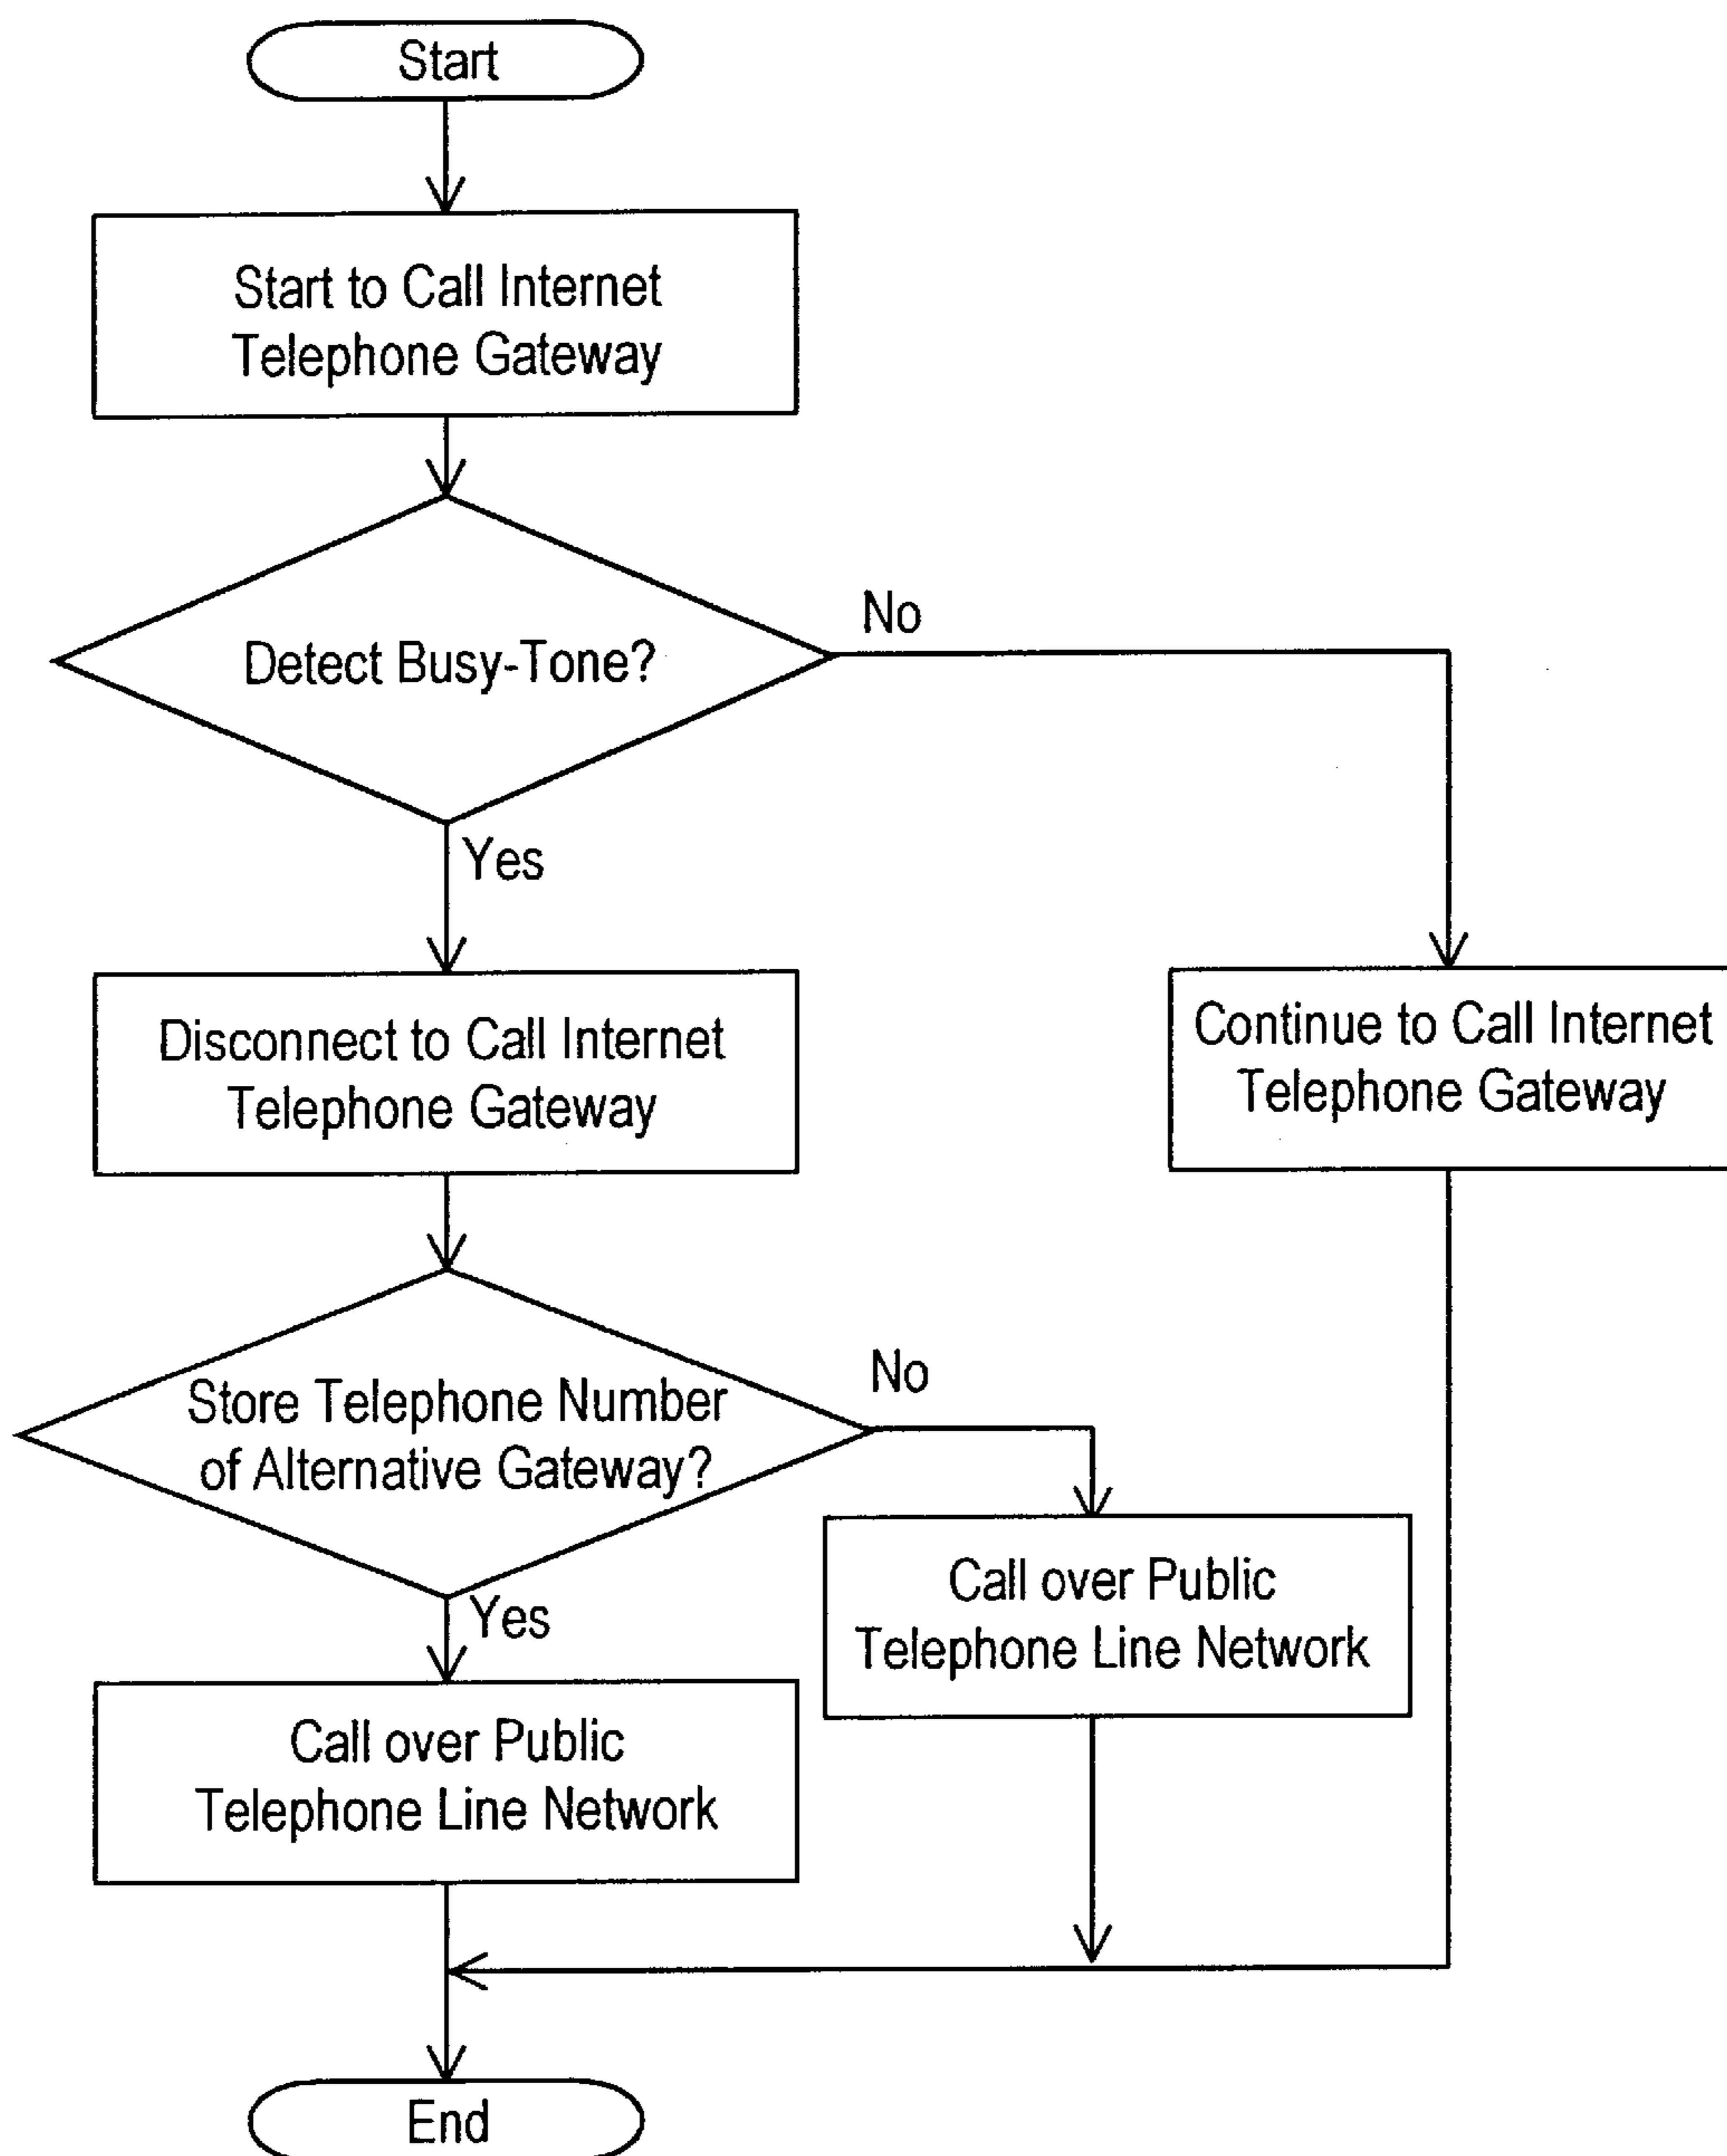 Start
Start to Call Internet
Telephone Gateway
Detect Busy-Tone?
No
Yes
Disconnect to Call Internet
Telephone Gateway
Continue to Call Internet
Telephone Gateway
Store Telephone Number
of Alternative Gateway?
No
Yes
Call over Public
Telephone Line Network
Call over Public
Telephone Line Network
End